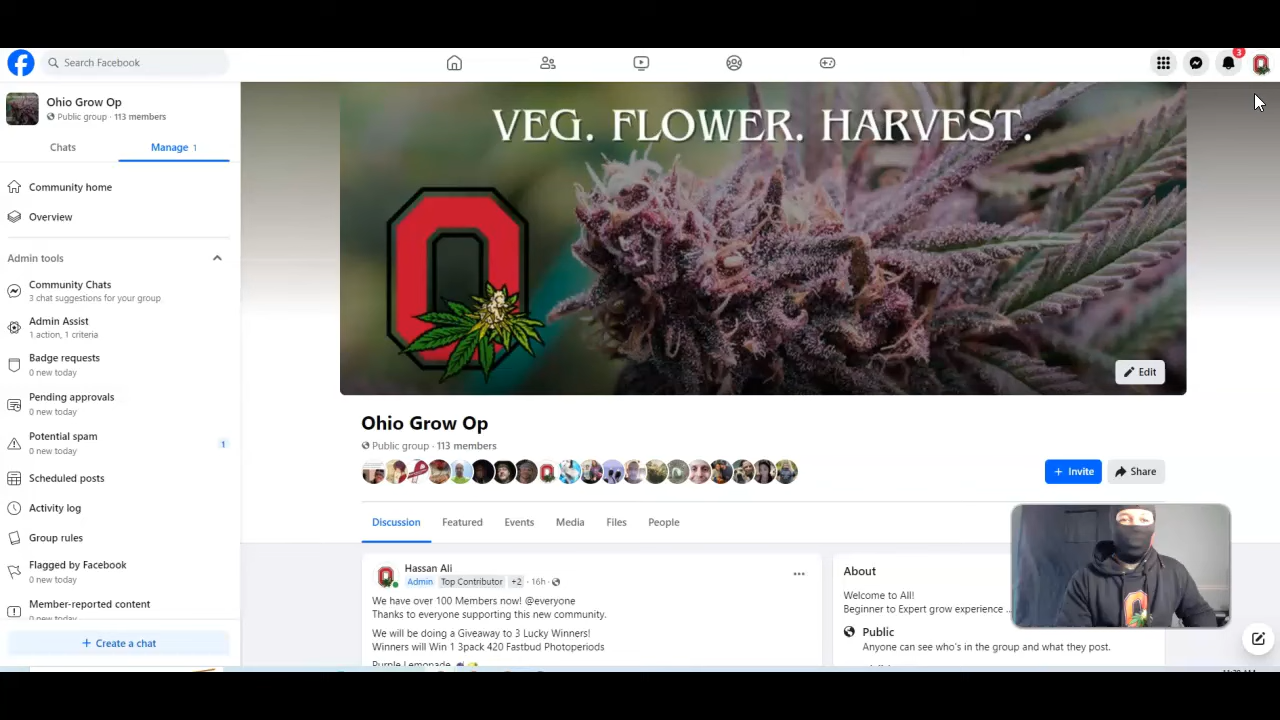 Search Facebook
3
Ohio Grow Op
Public group · 113 members
Chats
Manage 1
Community home
Overview
Admin tools
Community Chats
3 chat suggestions for your group
Admin Assist
1 action, 1 criteria
Badge requests
0 new today
Pending approvals
0 new today
Potential spam
0 new today
1
Scheduled posts
Activity log
Group rules
Flagged by Facebook
0 new today
Member-reported content
0 new today
+ Create a chat
VEG. FLOWER. HARVEST.
O
Edit
Ohio Grow Op
Public group · 113 members
+ Invite
Share
Discussion
Featured
Events
Media
Files
People
Hassan Ali
Admin Top Contributor +2 · 16h ·
We have over 100 Members now! @everyone
Thanks to everyone supporting this new community.
We will be doing a Giveaway to 3 Lucky Winners!
Winners will Win 1 3pack 420 Fastbud Photoperiods
Purple Lemonade
About
Welcome to All!
Beginner to Expert grow experience ..
Public
Anyone can see who's in the group and what they post.